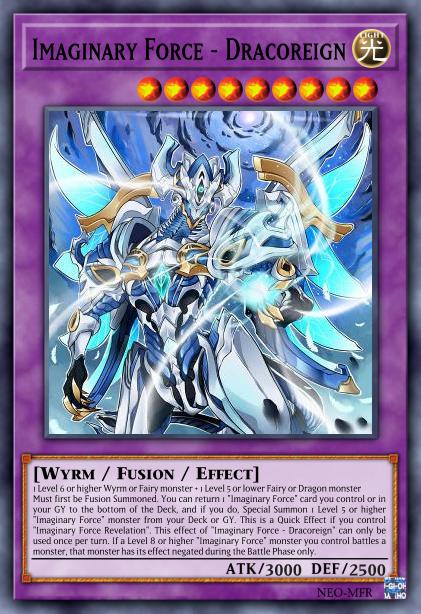 Imaginary Force - Dracoreign
LIGHT
光
[Wyrm / Fusion / Effect]
1 Level 6 or higher Wyrm or Fairy monster + 1 Level 5 or lower Fairy or Dragon monster
Must first be Fusion Summoned. You can return 1 "Imaginary Force" card you control or in
your GY to the bottom of the Deck, and if you do, Special Summon 1 Level 5 or higher
"Imaginary Force" monster from your Deck or GY. This is a Quick Effect if you control
"Imaginary Force Revelation". This effect of "Imaginary Force - Dracoreign" can only be
used once per turn. If a Level 8 or higher "Imaginary Force" monster you control battles a
monster, that monster has its effect negated during the Battle Phase only.
ATK/3000 DEF/2500
NEO-MFR